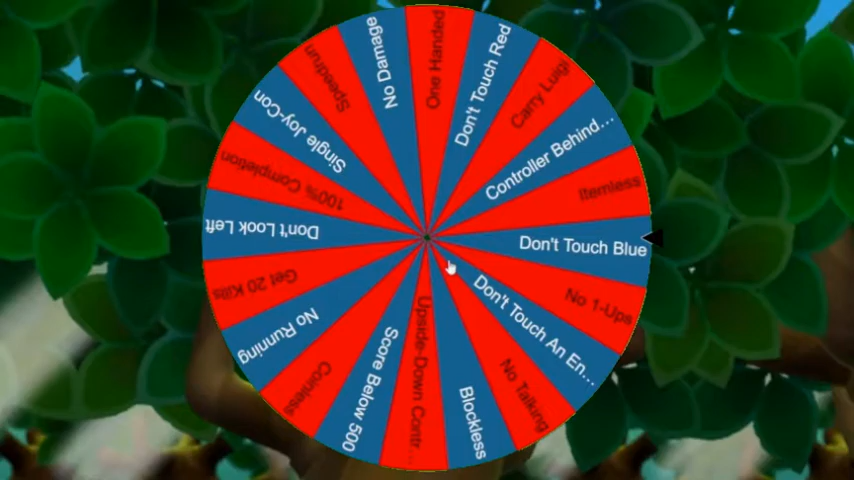 One Handed
Don't Touch Red
Carry Luigi
Controller Behind...
Itemless
Don't Touch Blue
No 1-Ups
Don't Touch An En...
No Talking
Blockless
Upside-Down Contr...
Score Below 500
Coinless
No Running
Get 20 Kills
Don't Look Left
100% Completion
Single Joy-Con
Speedrun
No Damage